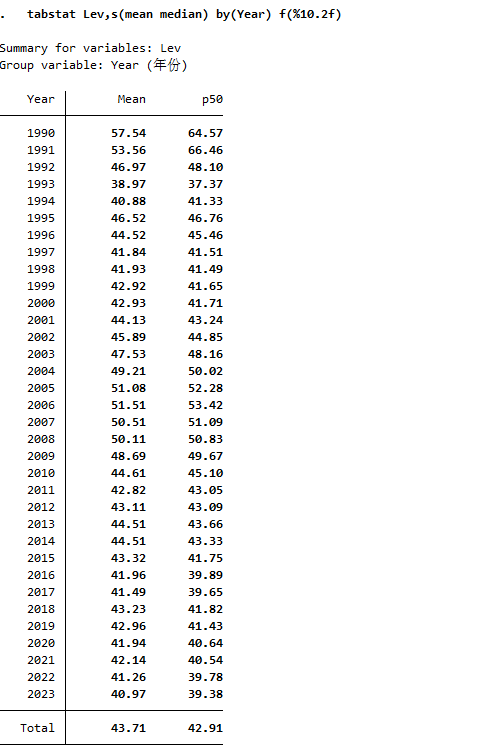 . tabstat Lev,s(mean median) by(Year) f(%10.2f)
Summary for variables: Lev
Group variable: Year (年份)
Year Mean p50
1990 57.54 64.57
1991 53.56 66.46
1992 46.97 48.10
1993 38.97 37.37
1994 40.88 41.33
1995 46.52 46.76
1996 44.52 45.46
1997 41.84 41.51
1998 41.93 41.49
1999 42.92 41.65
2000 42.93 41.71
2001 44.13 43.24
2002 45.89 44.85
2003 47.53 48.16
2004 49.21 50.02
2005 51.08 52.28
2006 51.51 53.42
2007 50.51 51.09
2008 50.11 50.83
2009 48.69 49.67
2010 44.61 45.10
2011 42.82 43.05
2012 43.11 43.09
2013 44.51 43.66
2014 44.51 43.33
2015 43.32 41.75
2016 41.96 39.89
2017 41.49 39.65
2018 43.23 41.82
2019 42.96 41.43
2020 41.94 40.64
2021 42.14 40.54
2022 41.26 39.78
2023 40.97 39.38
Total 43.71 42.91